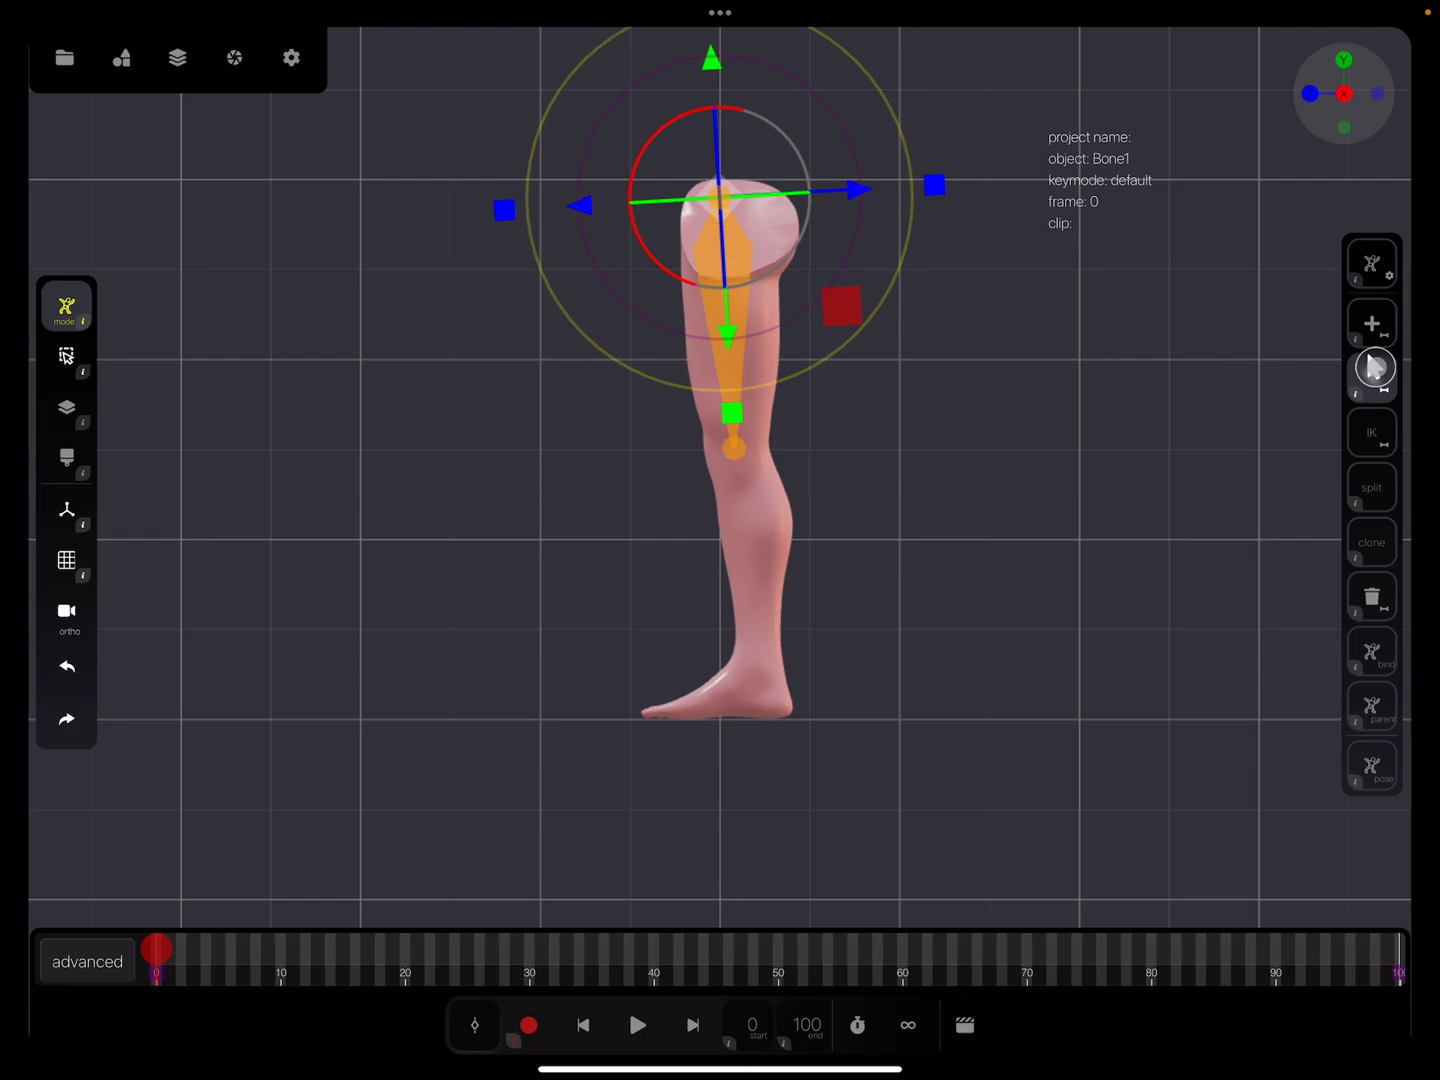 Y
X
project name:
object: Bone1
keymode: default
frame: 0
clip:
mode
ortho
IK
split
clone
bind
parent
pose
advanced
0 10 20 30 40 50 60 70 80 90 100
0 start
100 end